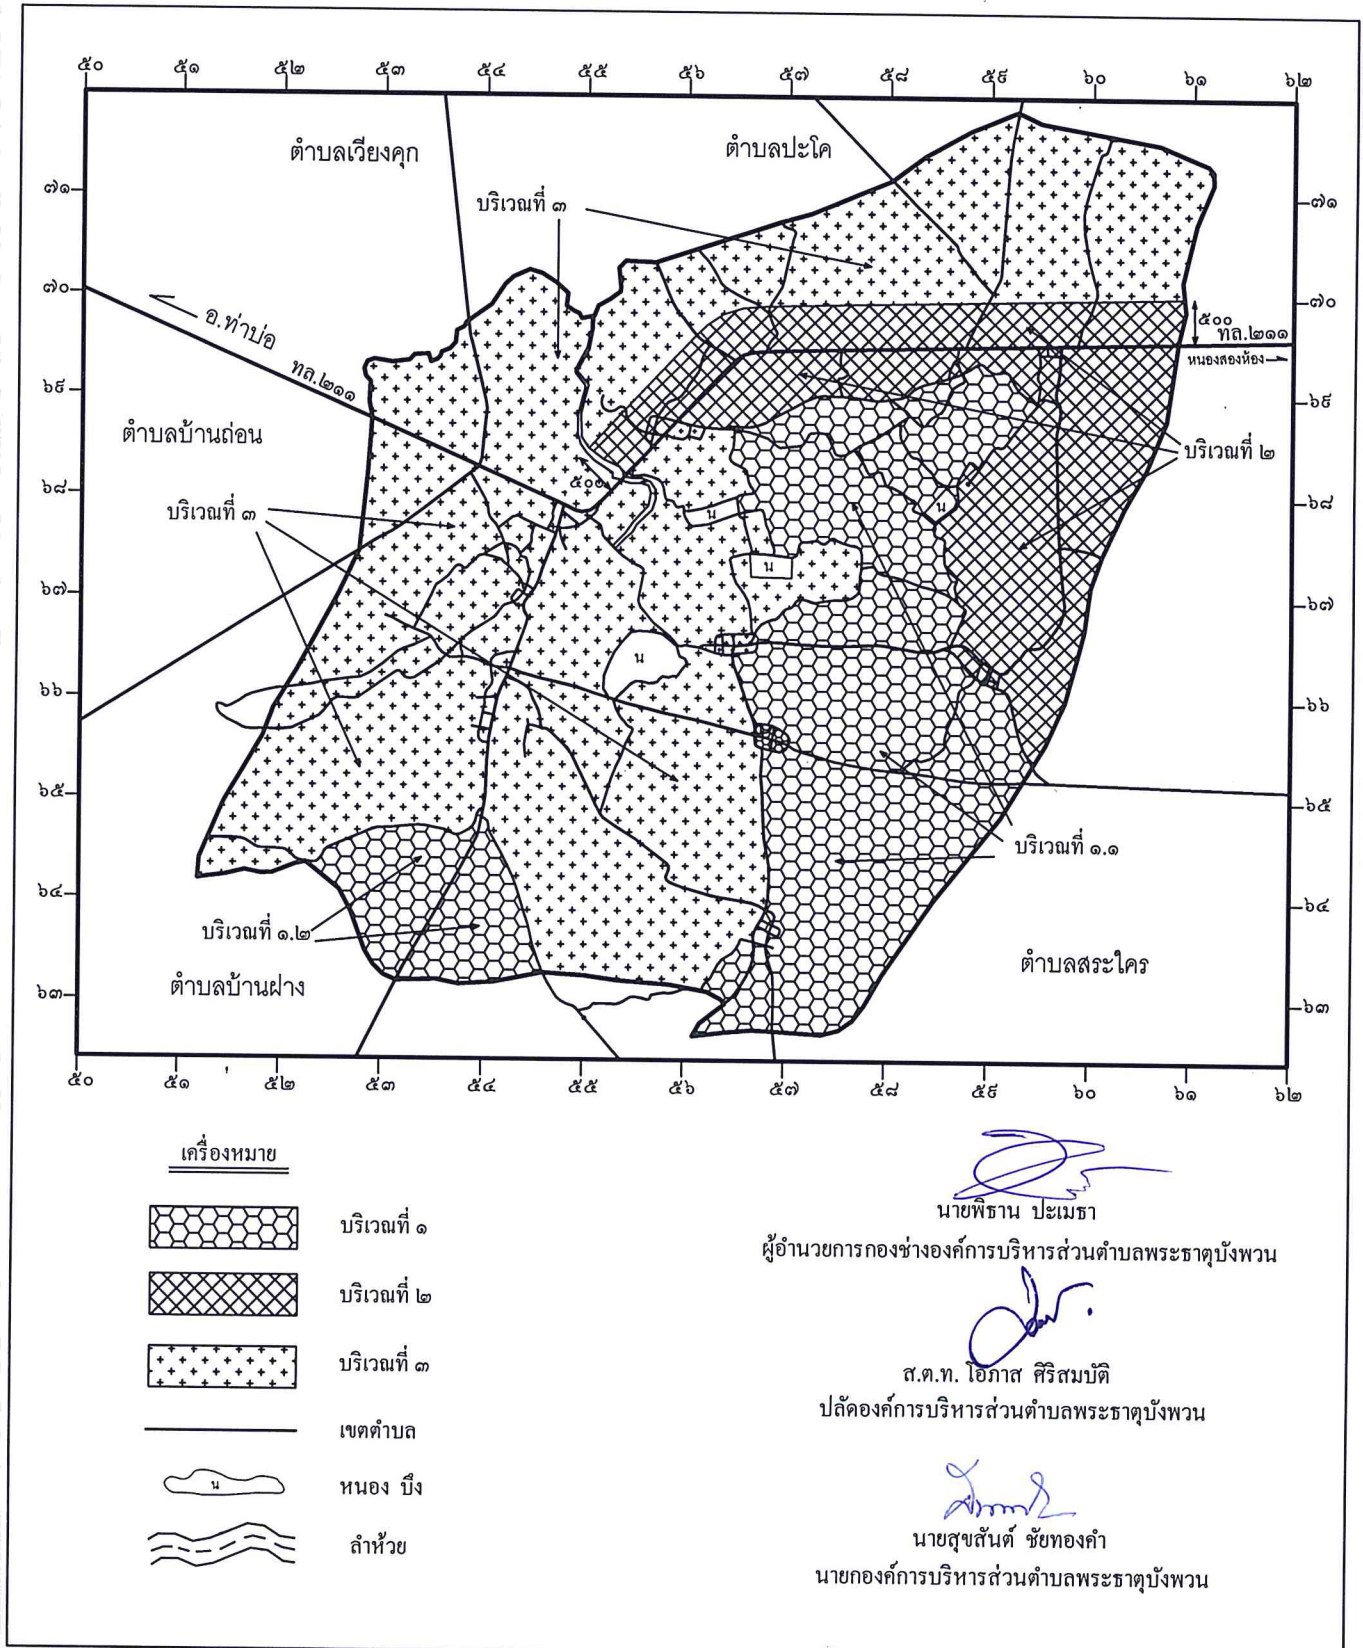 ๕๐ ๕๑ ๕๒ ๕๓ ๕๔ ๕๕ ๕๖ ๕๗ ๕๘ ๕๙ ๖๐ ๖๑ ๖๒
ตำบลเวียงคุก
ตำบลปะโค
๗๑
บริเวณที่ ๓
๗๑
๗๐
อ.ท่าบ่อ
๗๐
๕๐๐
ทล.๒๑๑
หนองสองห้อง
ทล.๒๑๑
๖๙
๖๙
ตำบลบ้านถ่อน
บริเวณที่ ๒
๕๐๐
๖๘
๖๘
บริเวณที่ ๓
น
น
น
๖๗
๖๗
น
๖๖
๖๖
๖๕
๖๕
บริเวณที่ ๑.๑
๖๔
๖๔
บริเวณที่ ๑.๒
ตำบลสระใคร
ตำบลบ้านฝาง
๖๓
๖๓
๕๐ ๕๑ ๕๒ ๕๓ ๕๔ ๕๕ ๕๖ ๕๗ ๕๘ ๕๙ ๖๐ ๖๑ ๖๒
เครื่องหมาย
บริเวณที่ ๑
บริเวณที่ ๒
บริเวณที่ ๓
เขตตำบล
น
หนอง บึง
ลำห้วย
นายพิธาน ปะเมธา
ผู้อำนวยการกองช่างองค์การบริหารส่วนตำบลพระธาตุบังพวน
ส.ต.ท. โอภาส ศิริสมบัติ
ปลัดองค์การบริหารส่วนตำบลพระธาตุบังพวน
นายสุขสันต์ ชัยทองคำ
นายกองค์การบริหารส่วนตำบลพระธาตุบังพวน